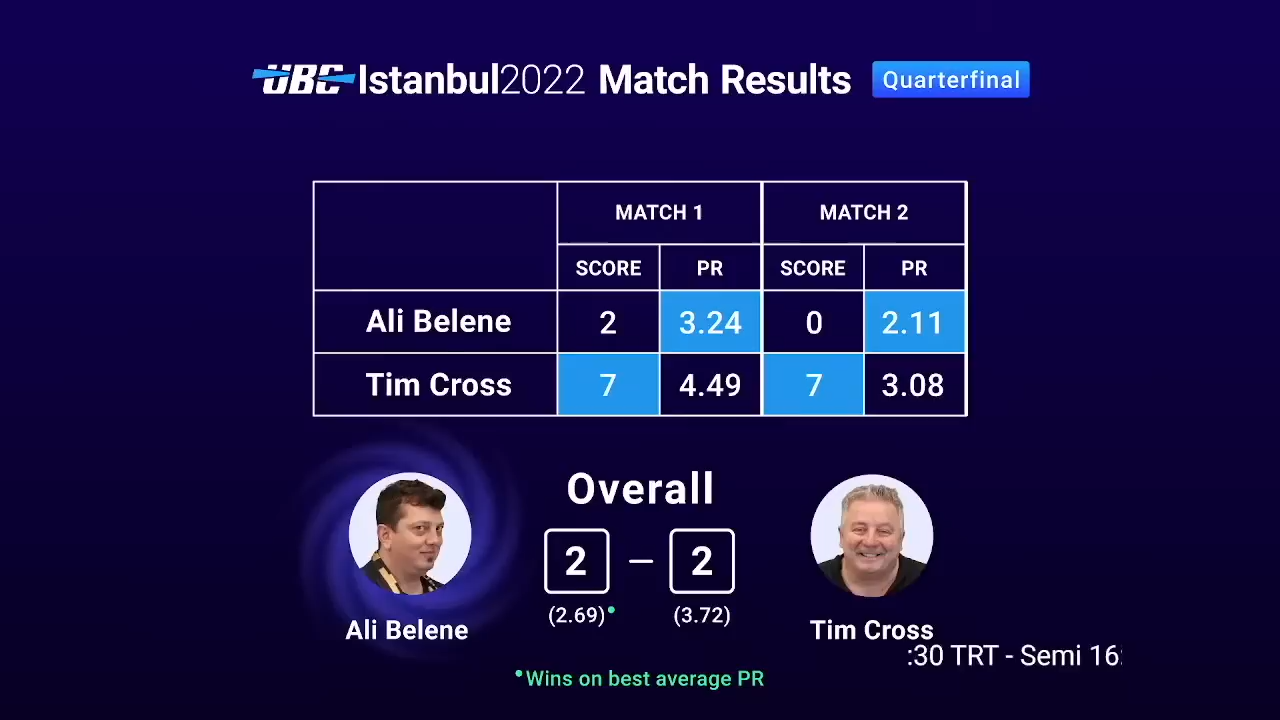 UBC Istanbul2022 Match Results Quarterfinal
MATCH 1 MATCH 2
SCORE PR SCORE PR
Ali Belene 2 3.24 0 2.11
Tim Cross 7 4.49 7 3.08
Overall
2 – 2
(2.69)• (3.72)
Ali Belene Tim Cross
:30 TRT - Semi 16:
•Wins on best average PR